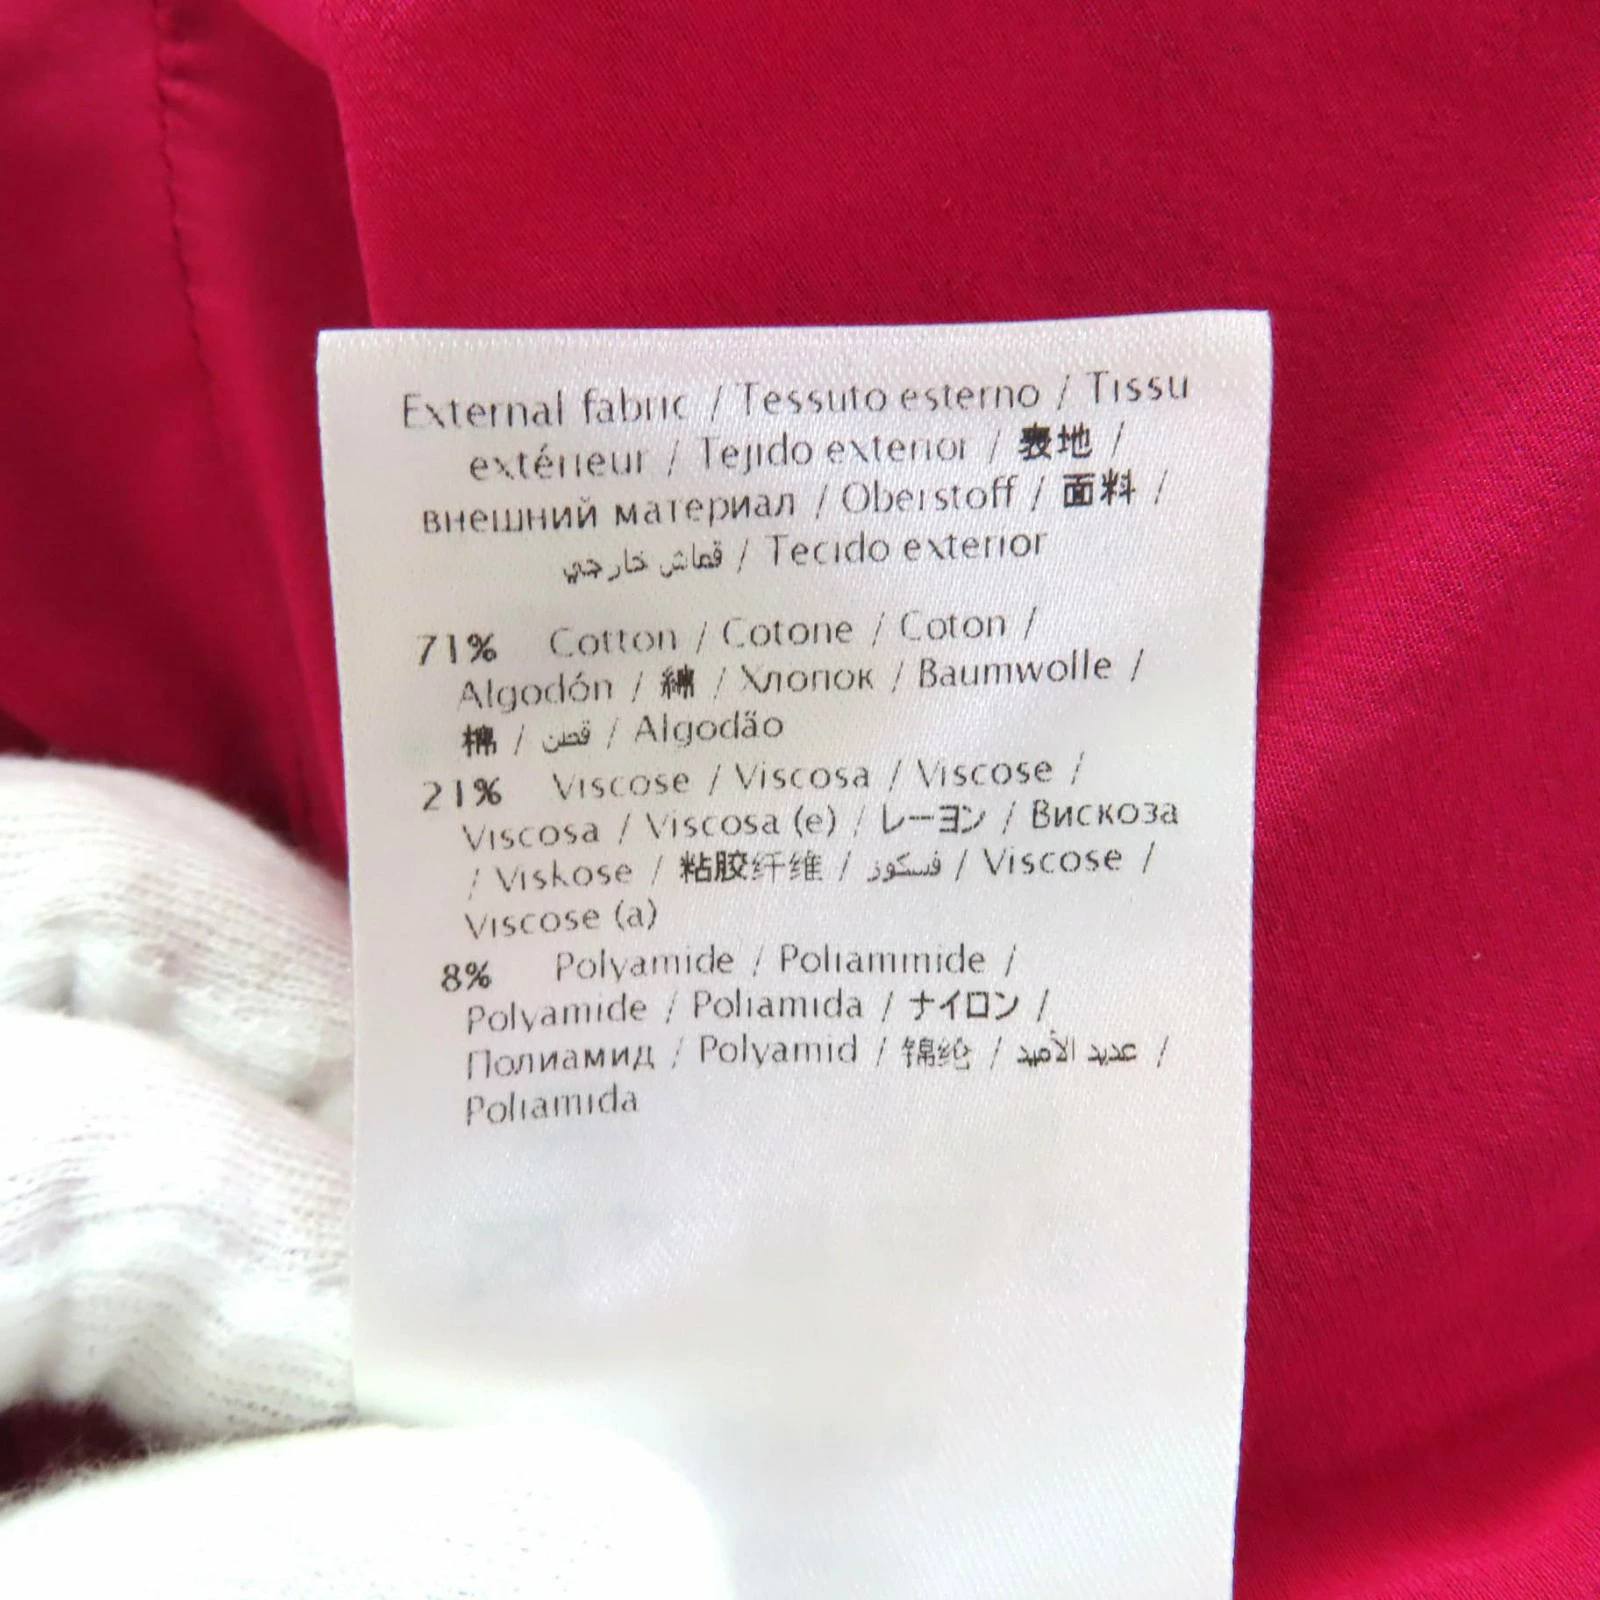 External fabric / Tessuto esterno / Tissu
extérieur / Tejido exterior / 表地 /
внешний материал / Oberstoff / 面料 /
قماش خارجي / Tecido exterior
71% Cotton / Cotone / Coton /
Algodón / 綿 / Хлопок / Baumwolle /
棉 / قطن / Algodão
21% Viscose / Viscosa / Viscose /
Viscosa / Viscosa (e) / レーヨン / Вискоза
/ Viskose / 粘胶纤维 / فسكوز / Viscose /
Viscose (a)
8% Polyamide / Poliammide /
Polyamide / Poliamida / ナイロン /
Полиамид / Polyamid / 锦纶 / عديد الأميد /
Poliamida